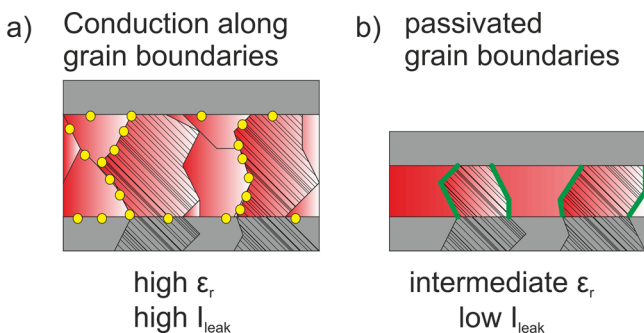 a) Conduction along
grain boundaries
high εr
high Ileak
b) passivated
grain boundaries
intermediate εr
low Ileak